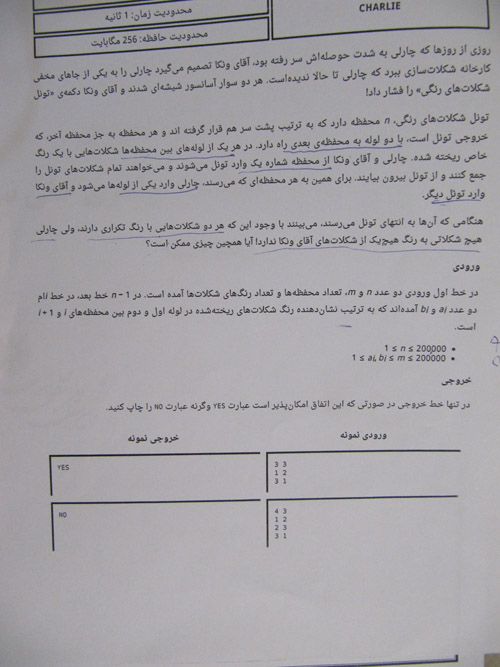 محدودیت زمان: 1 ثانیه
CHARLIE
محدودیت حافظه: 256 مگابایت
روزی از روزها که چارلی به شدت حوصله‌اش سر رفته بود، آقای ونکا تصمیم می‌گیرد چارلی را به یکی از جاهای مخفی
کارخانه شکلات‌سازی ببرد که چارلی تا حالا ندیده‌است. هر دو سوار آسانسور شیشه‌ای شدند و آقای ونکا دکمه‌ی «تونل
شکلات‌های رنگی» را فشار داد!
تونل شکلات‌های رنگی، n محفظه دارد که به ترتیب پشت سر هم قرار گرفته اند و هر محفظه به جز محفظه آخر، که
خروجی تونل است، با دو لوله به محفظه‌ی بعدی راه دارد. در هر یک از لوله‌های بین محفظه‌ها شکلات‌هایی با یک رنگ
خاص ریخته شده. چارلی و آقای ونکا از محفظه شماره یک وارد تونل می‌شوند و می‌خواهند تمام شکلات‌های تونل را
جمع کنند و از تونل بیرون بیایند. برای همین به هر محفظه‌ای که می‌رسند، چارلی وارد یکی از لوله‌ها می‌شود و آقای ونکا
وارد تونل دیگر.
هنگامی که آن‌ها به انتهای تونل می‌رسند، می‌بینند با وجود این که هر دو شکلات‌هایی با رنگ تکراری دارند، ولی چارلی
هیچ شکلاتی به رنگ هیچ‌یک از شکلات‌های آقای ونکا ندارد! آیا همچین چیزی ممکن است؟
ورودی
در خط اول ورودی دو عدد n و m، تعداد محفظه‌ها و تعداد رنگ‌های شکلات‌ها آمده است. در n − 1 خط بعد، در خط iام
دو عدد ai و bi آمده‌اند که به ترتیب نشان‌دهنده رنگ شکلات‌های ریخته‌شده در لوله اول و دوم بین محفظه‌های i و i + 1
است.
1 ≤ n ≤ 200000
1 ≤ ai, bi ≤ m ≤ 200000
خروجی
در تنها خط خروجی در صورتی که این اتفاق امکان‌پذیر است عبارت YES وگرنه عبارت NO را چاپ کنید.
ورودی نمونه
خروجی نمونه
3 3
1 2
3 1
YES
4 3
1 2
2 3
3 1
NO